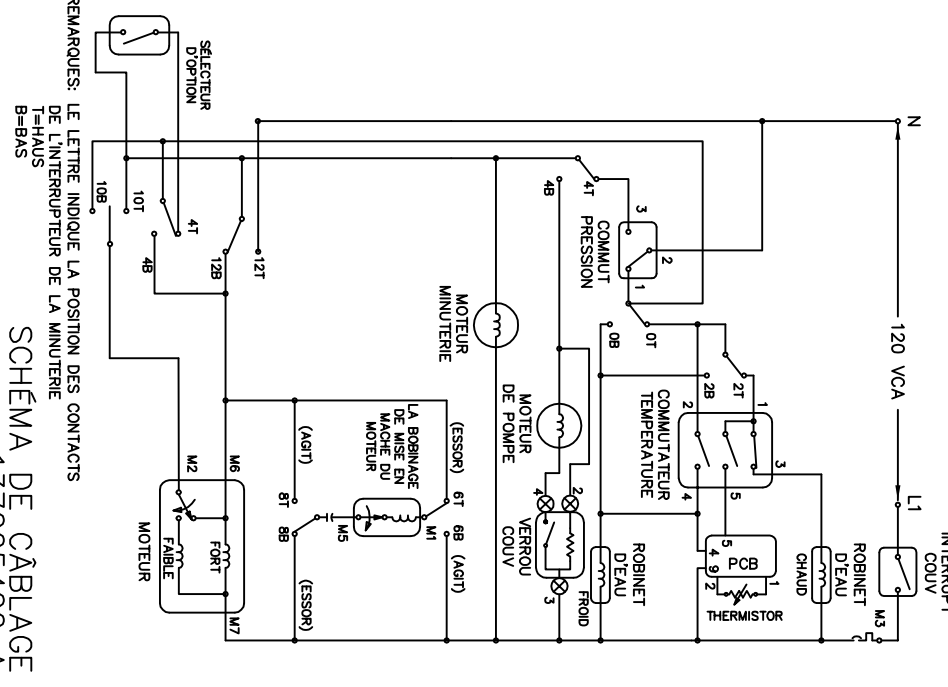 N
120 VCA
L1
INTERRUPT
COUV
M3
12T
12B
4T
4B
3
COMMUT
PRESSION
2
1
0T
0B
2T
2B
1
2
COMMUTATEUR
TEMPERATURE
3
4
5
ROBINET
D'EAU
CHAUD
5
4
9
PCB
1
2
THERMISTOR
ROBINET
D'EAU
FROID
MOTEUR
DE POMPE
4
2
VERROU
COUV
3
MOTEUR
MINUTERIE
SÉLECTEUR
D'OPTION
10T
10B
4T
4B
(ESSOR)
6T
6B
(AGIT)
M1
LA BOBINAGE
DE MISE EN
MACHE DU
MOTEUR
M5
(AGIT)
8T
8B
(ESSOR)
M6
M2
FORT
FAIBLE
M7
MOTEUR
REMARQUES: LE LETTRE INDIQUE LA POSITION DES CONTACTS
DE L'INTERRUPTEUR DE LA MINUTERIE
T=HAUS
B=BAS
SCHÉMA DE CÂBLAGE